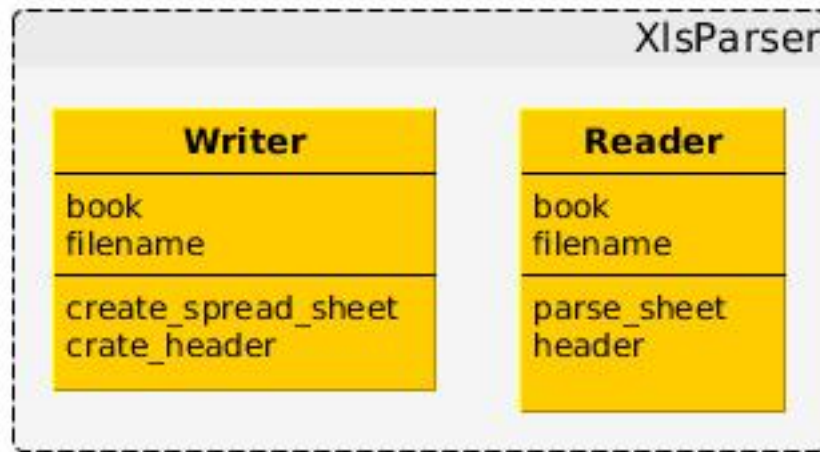 XlsParser
Writer
book
filename
create_spread_sheet
crate_header
Reader
book
filename
parse_sheet
header